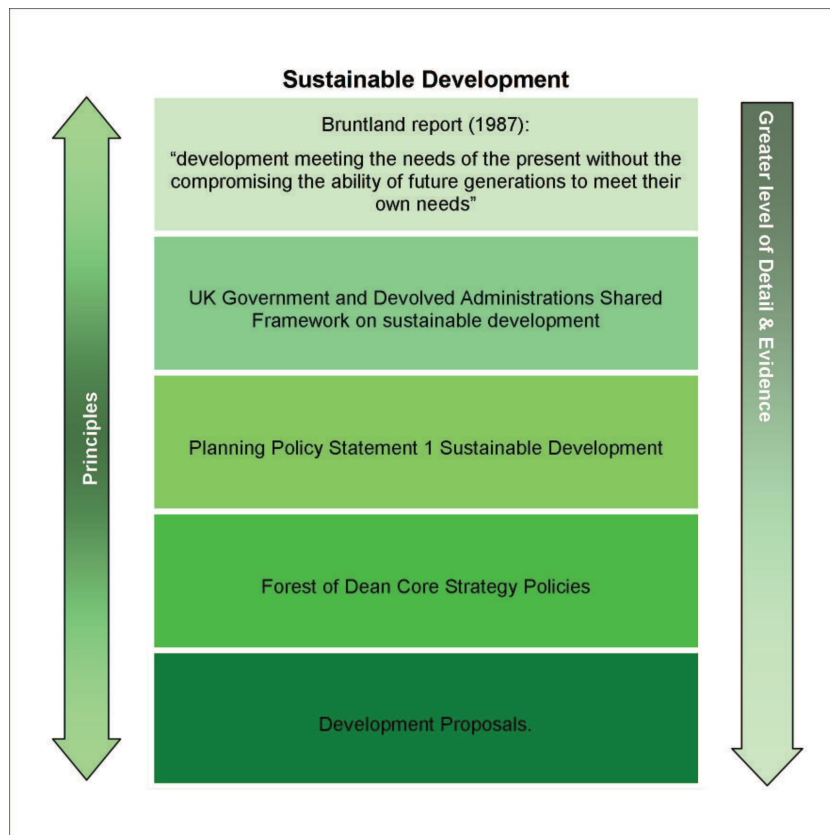 Sustainable Development
Bruntland report (1987):
“development meeting the needs of the present without the
compromising the ability of future generations to meet their
own needs”
UK Government and Devolved Administrations Shared
Framework on sustainable development
Planning Policy Statement 1 Sustainable Development
Forest of Dean Core Strategy Policies
Development Proposals.
Principles
Greater level of Detail & Evidence